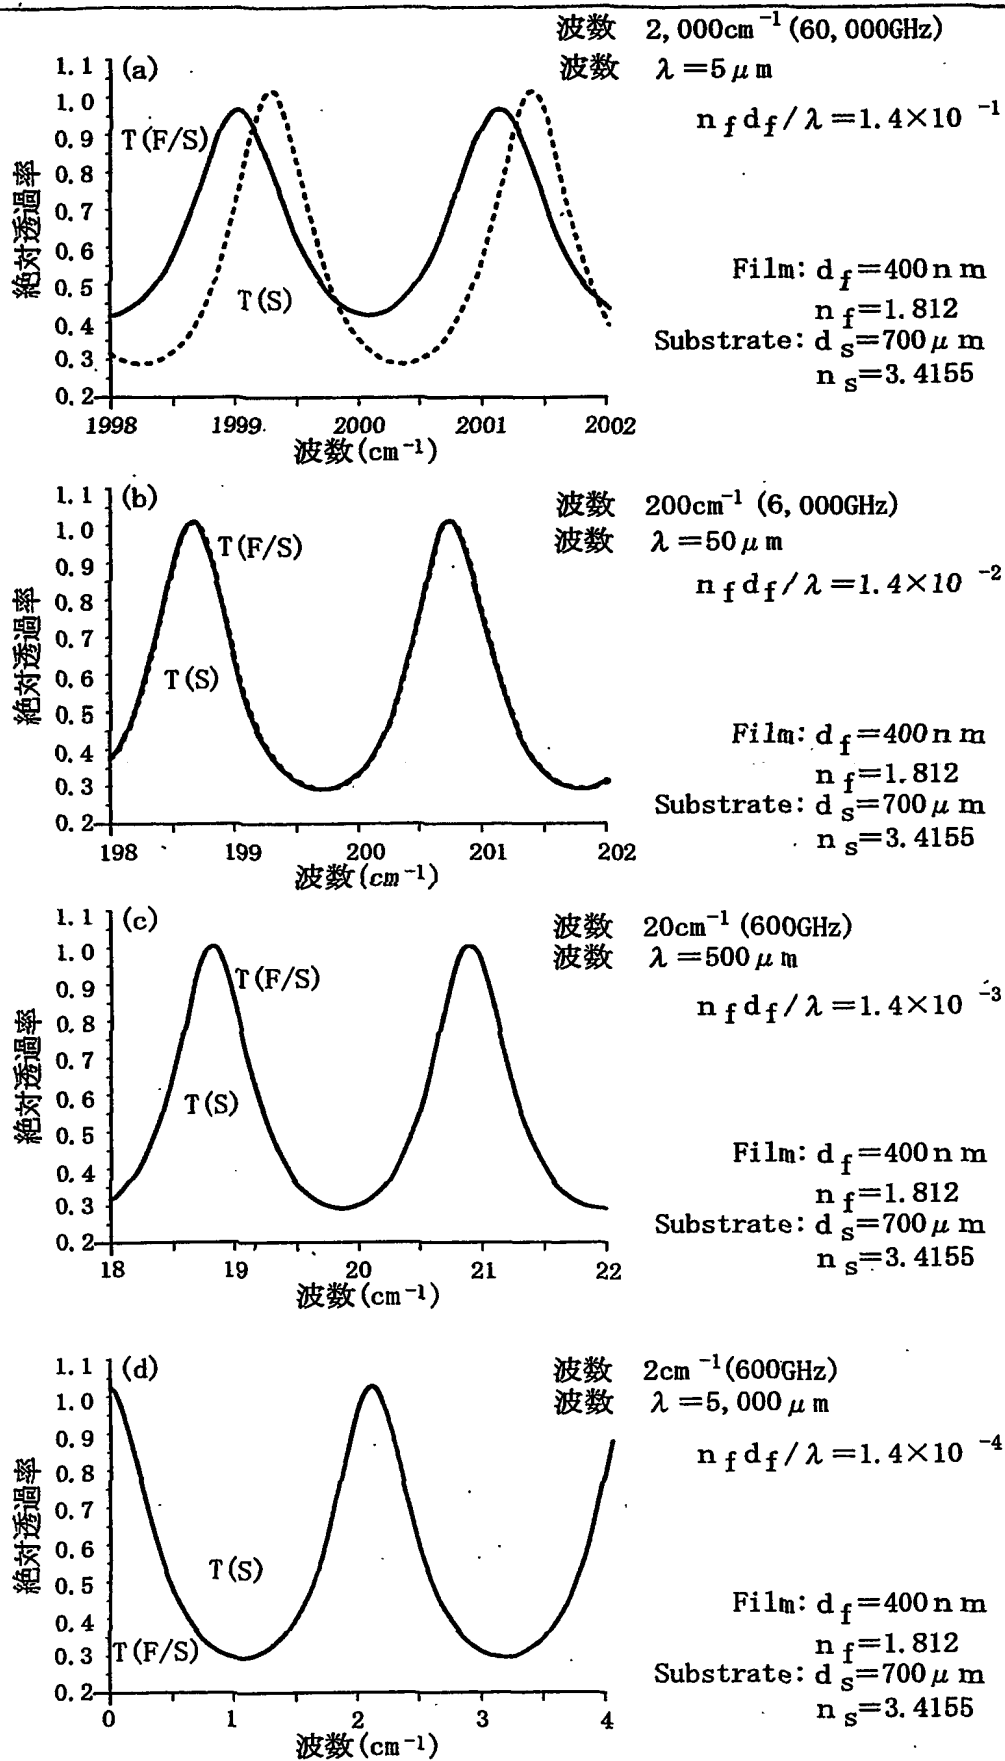 波数 2,000cm⁻¹(60,000GHz)
波数 λ=5μm
n_f d_f/λ=1.4×10⁻¹
(a)
T(F/S)
T(S)
絶対透過率
1.1
1.0
0.9
0.8
0.7
0.6
0.5
0.4
0.3
0.2
1998 1999 2000 2001 2002
波数(cm⁻¹)
Film: d_f=400nm
n_f=1.812
Substrate: d_s=700μm
n_s=3.4155
波数 200cm⁻¹(6,000GHz)
波数 λ=50μm
n_f d_f/λ=1.4×10⁻²
(b)
T(F/S)
T(S)
絶対透過率
1.1
1.0
0.9
0.8
0.7
0.6
0.5
0.4
0.3
0.2
198 199 200 201 202
波数(cm⁻¹)
Film: d_f=400nm
n_f=1.812
Substrate: d_s=700μm
n_s=3.4155
波数 20cm⁻¹(600GHz)
波数 λ=500μm
n_f d_f/λ=1.4×10⁻³
(c)
T(F/S)
T(S)
絶対透過率
1.1
1.0
0.9
0.8
0.7
0.6
0.5
0.4
0.3
0.2
18 19 20 21 22
波数(cm⁻¹)
Film: d_f=400nm
n_f=1.812
Substrate: d_s=700μm
n_s=3.4155
波数 2cm⁻¹(600GHz)
波数 λ=5,000μm
n_f d_f/λ=1.4×10⁻⁴
(d)
T(S)
T(F/S)
絶対透過率
1.1
1.0
0.9
0.8
0.7
0.6
0.5
0.4
0.3
0.2
0 1 2 3 4
波数(cm⁻¹)
Film: d_f=400nm
n_f=1.812
Substrate: d_s=700μm
n_s=3.4155